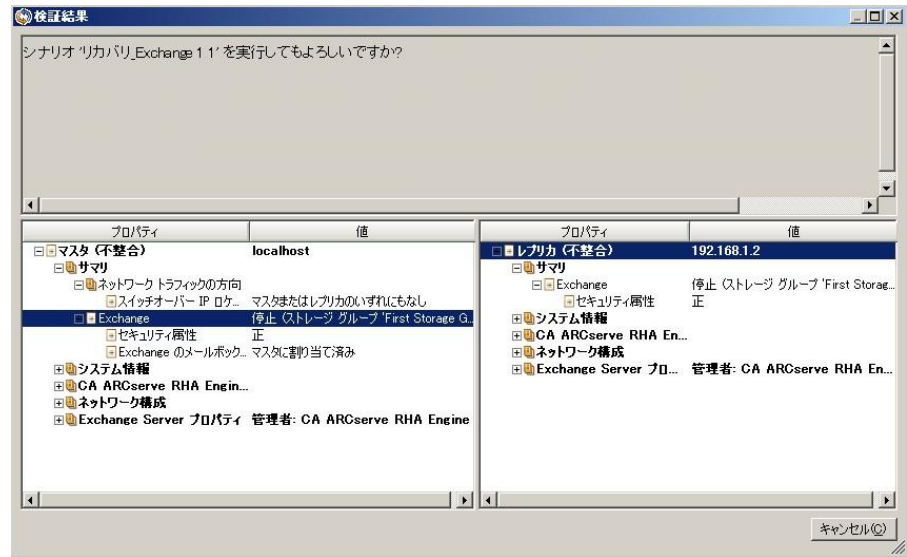 検証結果
シナリオ 'リカバリ_Exchange 1 1' を実行してもよろしいですか?
プロパティ 値
マスタ (不整合) localhost
サマリ
ネットワーク トラフィックの方向
スイッチオーバー IP ロケ... マスタまたはレプリカのいずれにもなし
Exchange 停止 (ストレージ グループ 'First Storage G...
セキュリティ属性 正
Exchange のメールボック... マスタに割り当て済み
システム情報
CA ARCserve RHA Engin...
ネットワーク構成
Exchange Server プロパティ 管理者: CA ARCserve RHA Engine
プロパティ 値
レプリカ (不整合) 192.168.1.2
サマリ
Exchange 停止 (ストレージ グループ 'First Storag...
セキュリティ属性 正
システム情報
CA ARCserve RHA En...
ネットワーク構成
Exchange Server プロ... 管理者: CA ARCserve RHA En...
キャンセル(C)